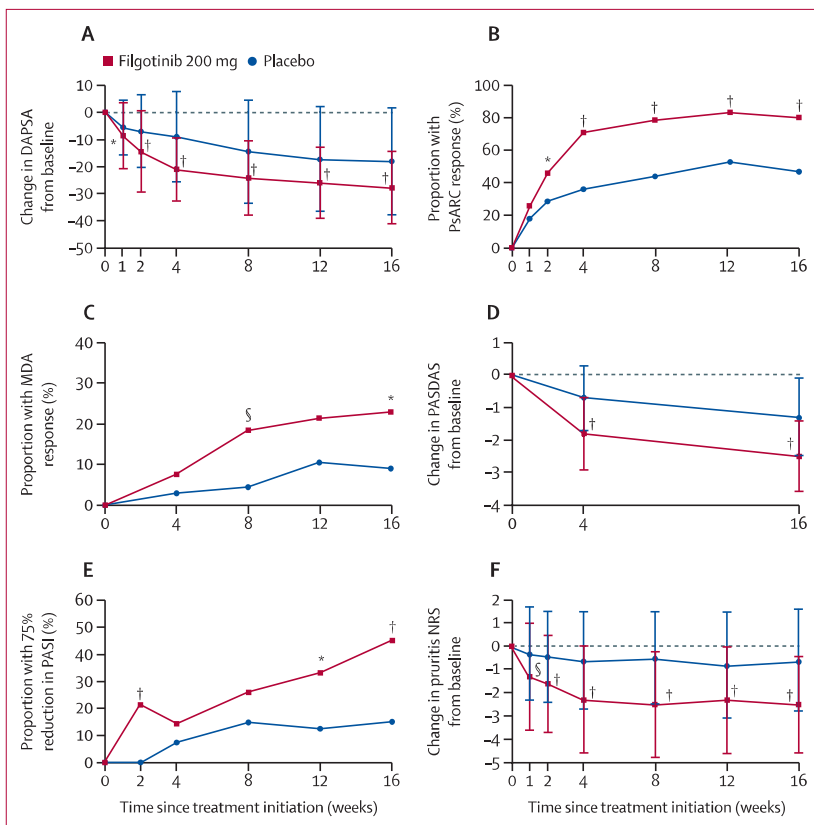 A
Filgotinib 200 mg Placebo
Change in DAPSA
from baseline
10
0
–10
–20
–30
–40
–50
* † † † † †
0 1 2 4 8 12 16
B
Proportion with
PsARC response (%)
100
80
60
40
20
0
* † † † † †
0 1 2 4 8 12 16
C
Proportion with MDA
response (%)
40
30
20
10
0
§ *
0 4 8 12 16
D
Change in PASDAS
from baseline
1
0
–1
–2
–3
–4
† †
0 4 16
E
Proportion with 75%
reduction in PASI (%)
60
50
40
30
20
10
0
† * †
0 2 4 8 12 16
Time since treatment initiation (weeks)
F
Change in pruritis NRS
from baseline
2
1
0
–1
–2
–3
–4
–5
§ † † † † †
0 1 2 4 8 12 16
Time since treatment initiation (weeks)